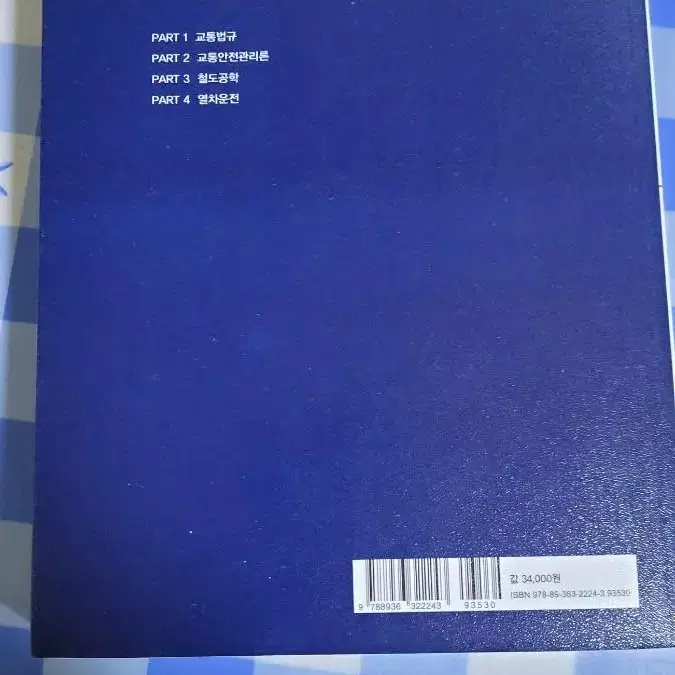 PART 1 교통법규
PART 2 교통안전관리론
PART 3 철도공학
PART 4 열차운전
값 34,000원
ISBN 978-89-363-2224-3 93530
9 788936 322243 93530